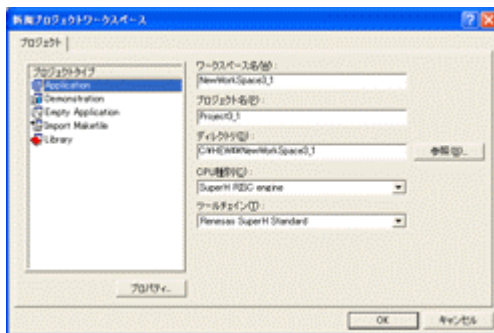 新規プロジェクトワークスペース
プロジェクト
プロジェクトタイプ
Application
Demonstration
Empty Application
Import Makefile
Library
プロパティ...
ワークスペース名(W):
NewWorkSpace3_1
プロジェクト名(P):
Project3_1
ディレクトリ(D):
C:¥HEW4¥NewWorkSpace3_1
参照(B)...
CPU種別(C):
SuperH RISC engine
ツールチェイン(T):
Renesas SuperH Standard
OK
キャンセル